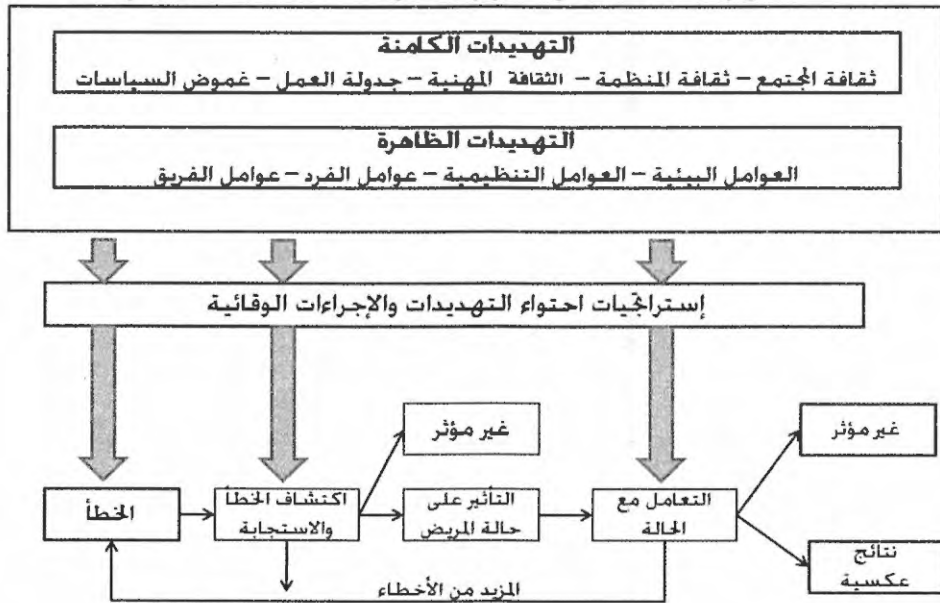 التهديدات الكامنة
ثقافة المجتمع – ثقافة المنظمة – الثقافة المهنية – جدولة العمل – غموض السياسات
التهديدات الظاهرة
العوامل البيئية – العوامل التنظيمية – عوامل الفرد – عوامل الفريق
إستراتجيات احتواء التهديدات والإجراءات الوقائية
غير مؤثر
غير مؤثر
الخطأ
اكتشاف الخطأ
والاستجابة
التأثير على
حالة المريض
التعامل مع
الحالة
نتائج
عكسية
المزيد من الأخطاء